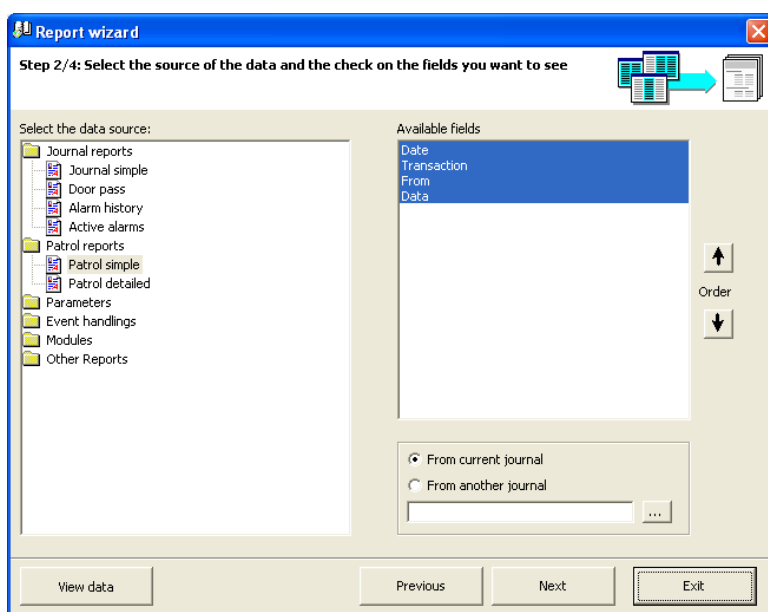 Report wizard
Step 2/4: Select the source of the data and the check on the fields you want to see
Select the data source:
Journal reports
Journal simple
Door pass
Alarm history
Active alarms
Patrol reports
Patrol simple
Patrol detailed
Parameters
Event handlings
Modules
Other Reports
Available fields
Date
Transaction
From
Data
Order
From current journal
From another journal
...
View data
Previous
Next
Exit